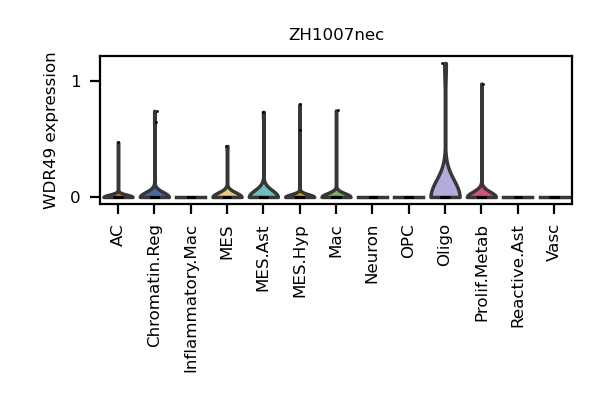 ZH1007nec
WDR49 expression
1
0
AC
Chromatin.Reg
Inflammatory.Mac
MES
MES.Ast
MES.Hyp
Mac
Neuron
OPC
Oligo
Prolif.Metab
Reactive.Ast
Vasc